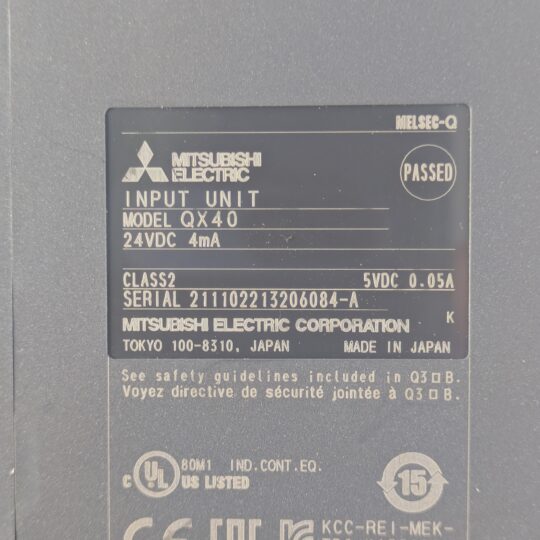 MELSEC-Q
MITSUBISHI
ELECTRIC
PASSED
INPUT UNIT
MODEL QX40
24VDC 4mA
CLASS2 5VDC 0.05A
SERIAL 211102213206084-A
K
MITSUBISHI ELECTRIC CORPORATION
TOKYO 100-8310, JAPAN MADE IN JAPAN
See safety guidelines included in Q3□B.
Voyez directive de sécurité jointée à Q3□B.
C UL US LISTED
80M1 IND.CONT.EQ.
15
CE EAC
KCC-REI-MEK-